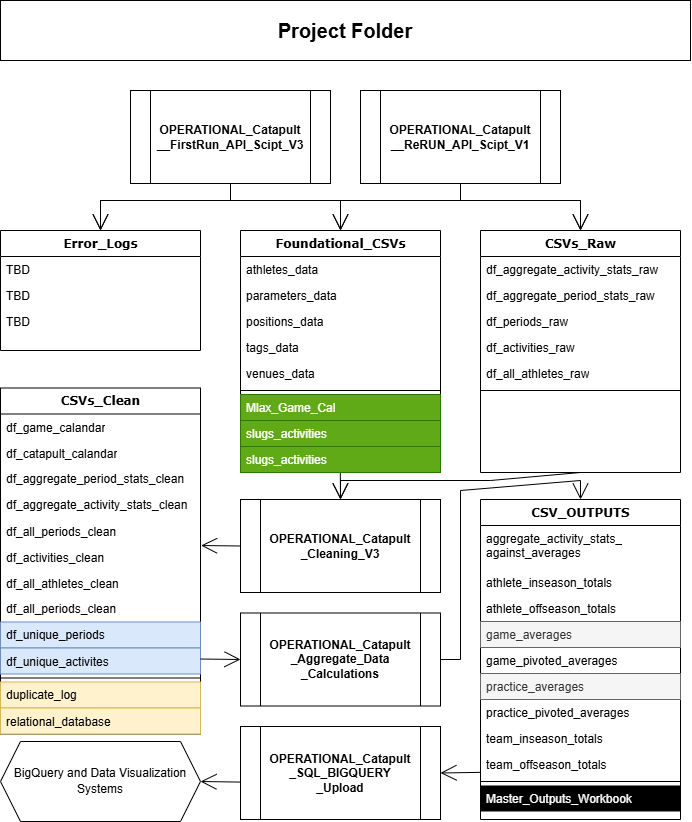 Project Folder
OPERATIONAL_Catapult
__FirstRun_API_Scipt_V3
OPERATIONAL_Catapult
__ReRUN_API_Scipt_V1
Error_Logs
TBD
TBD
TBD
Foundational_CSVs
athletes_data
parameters_data
positions_data
tags_data
venues_data
Mlax_Game_Cal
slugs_activities
slugs_activities
CSVs_Raw
df_aggregate_activity_stats_raw
df_aggregate_period_stats_raw
df_periods_raw
df_activities_raw
df_all_athletes_raw
CSVs_Clean
df_game_calandar
df_catapult_calandar
df_aggregate_period_stats_clean
df_aggregate_activity_stats_clean
df_all_periods_clean
df_activities_clean
df_all_athletes_clean
df_all_periods_clean
df_unique_periods
df_unique_activites
duplicate_log
relational_database
OPERATIONAL_Catapult
_Cleaning_V3
OPERATIONAL_Catapult
_Aggregate_Data
_Calculations
OPERATIONAL_Catapult
_SQL_BIGQUERY
_Upload
CSV_OUTPUTS
aggregate_activity_stats_
against_averages
athlete_inseason_totals
athlete_offseason_totals
game_averages
game_pivoted_averages
practice_averages
practice_pivoted_averages
team_inseason_totals
team_offseason_totals
Master_Outputs_Workbook
BigQuery and Data Visualization
Systems